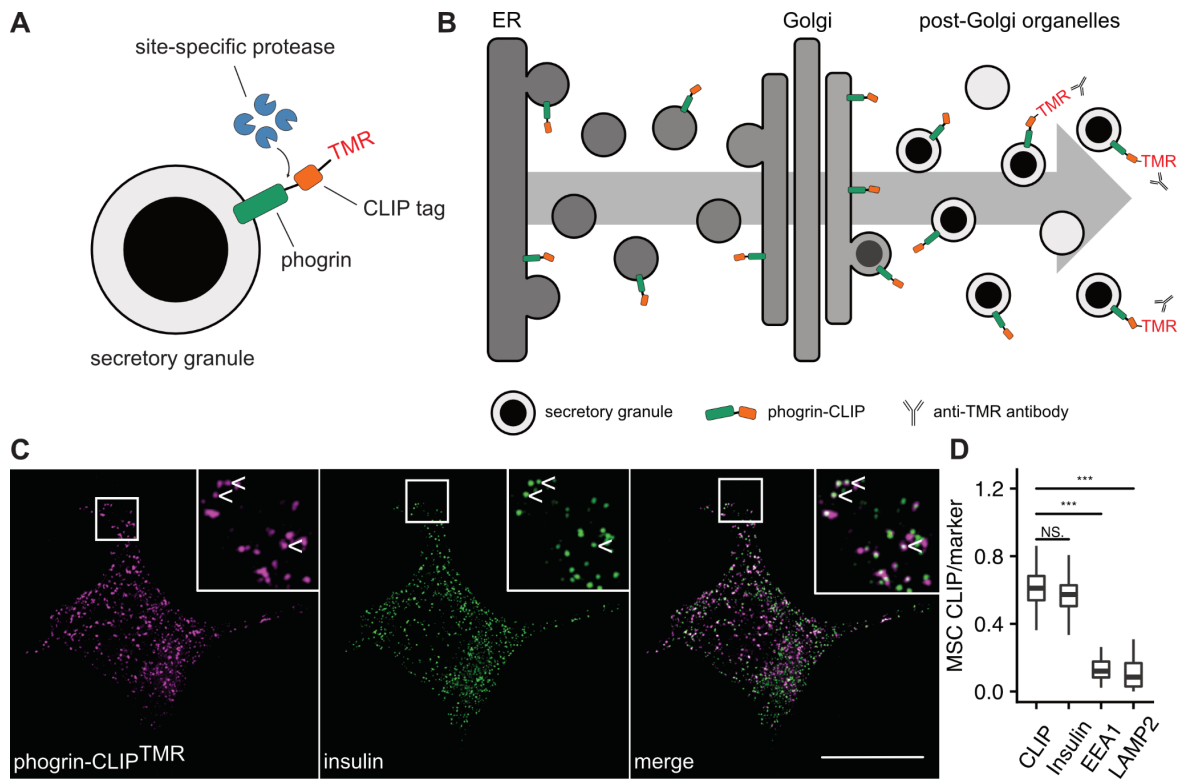 A
site-specific protease
TMR
CLIP tag
phogrin
secretory granule
B
ER
Golgi
post-Golgi organelles
TMR
TMR
TMR
secretory granule
phogrin-CLIP
anti-TMR antibody
C
phogrin-CLIPTMR
insulin
merge
D
MSC CLIP/marker
1.2
0.8
0.4
0.0
***
***
NS.
CLIP
Insulin
EEA1
LAMP2